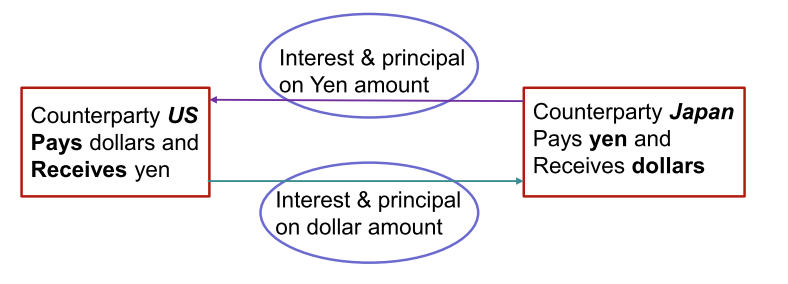 Interest & principal
on Yen amount
Counterparty US
Pays dollars and
Receives yen
Counterparty Japan
Pays yen and
Receives dollars
Interest & principal
on dollar amount